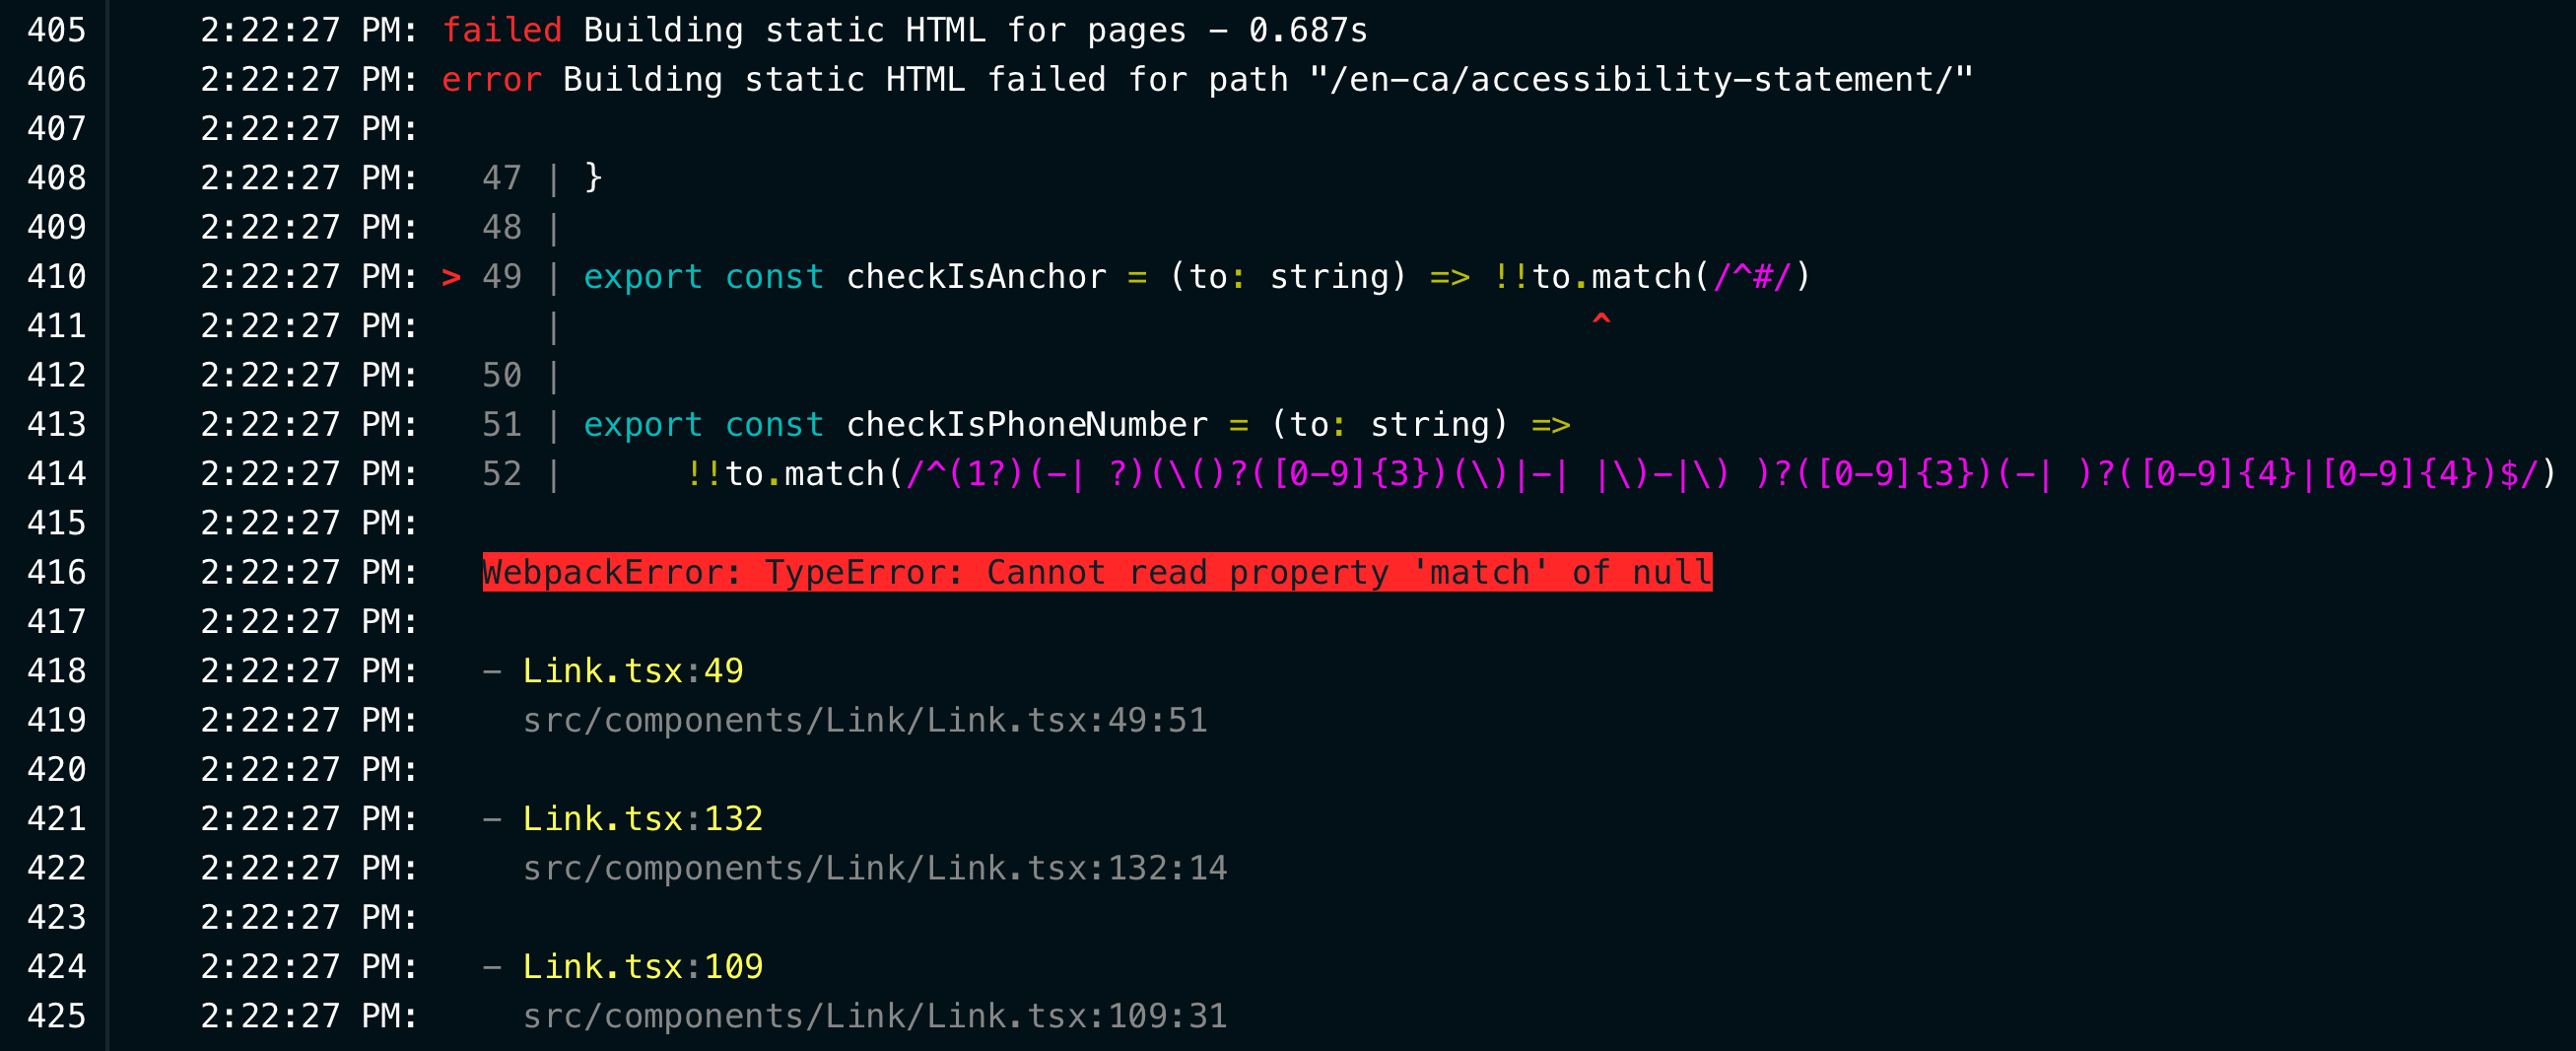 405 2:22:27 PM: failed Building static HTML for pages - 0.687s
406 2:22:27 PM: error Building static HTML failed for path "/en-ca/accessibility-statement/"
407 2:22:27 PM:
408 2:22:27 PM:   47 | }
409 2:22:27 PM:   48 |
410 2:22:27 PM: > 49 | export const checkIsAnchor = (to: string) => !!to.match(/^#/)
411 2:22:27 PM:      |                                                   ^
412 2:22:27 PM:   50 |
413 2:22:27 PM:   51 | export const checkIsPhoneNumber = (to: string) =>
414 2:22:27 PM:   52 |     !!to.match(/^(1?)(-| ?)(\()?([0-9]{3})(\)|-| |\)-|\) )?([0-9]{3})(-| )?([0-9]{4}|[0-9]{4})$/)
415 2:22:27 PM:
416 2:22:27 PM:   WebpackError: TypeError: Cannot read property 'match' of null
417 2:22:27 PM:
418 2:22:27 PM:   - Link.tsx:49
419 2:22:27 PM:     src/components/Link/Link.tsx:49:51
420 2:22:27 PM:
421 2:22:27 PM:   - Link.tsx:132
422 2:22:27 PM:     src/components/Link/Link.tsx:132:14
423 2:22:27 PM:
424 2:22:27 PM:   - Link.tsx:109
425 2:22:27 PM:     src/components/Link/Link.tsx:109:31